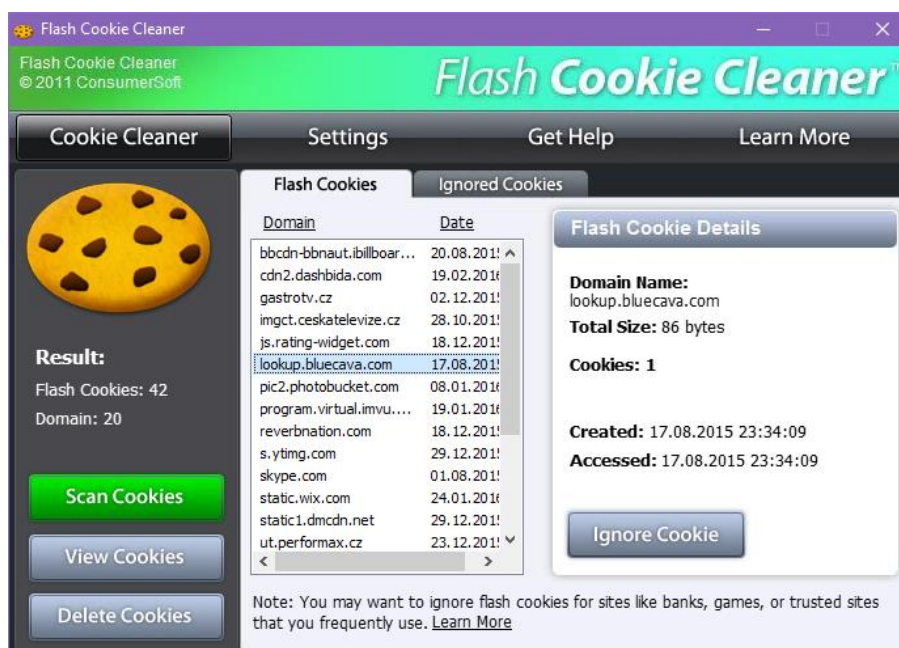 Flash Cookie Cleaner
Flash Cookie Cleaner
© 2011 ConsumerSoft
Flash Cookie Cleaner™
Cookie Cleaner Settings Get Help Learn More
Flash Cookies Ignored Cookies
Domain Date
bbcdn-bbnaut.ibillboar... 20.08.201
cdn2.dashbida.com 19.02.201
gastrotv.cz 02.12.201
imgct.ceskatelevize.cz 28.10.201
js.rating-widget.com 18.12.201
lookup.bluecava.com 17.08.201
pic2.photobucket.com 08.01.201
program.virtual.imvu.... 19.01.201
reverbnation.com 18.12.201
s.ytimg.com 29.12.201
skype.com 01.08.201
static.wix.com 24.01.201
static1.dmcdn.net 29.12.201
ut.performax.cz 23.12.201
Flash Cookie Details
Domain Name:
lookup.bluecava.com
Total Size: 86 bytes
Cookies: 1
Created: 17.08.2015 23:34:09
Accessed: 17.08.2015 23:34:09
Ignore Cookie
Result:
Flash Cookies: 42
Domain: 20
Scan Cookies
View Cookies
Delete Cookies
Note: You may want to ignore flash cookies for sites like banks, games, or trusted sites
that you frequently use. Learn More